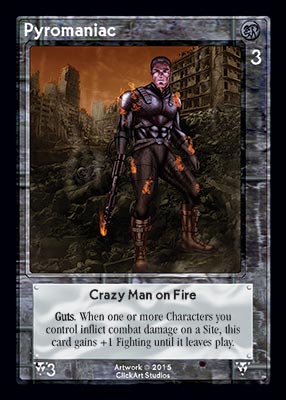 Pyromaniac
3
Crazy Man on Fire
Guts. When one or more Characters you
control inflict combat damage on a Site, this
card gains +1 Fighting until it leaves play.
3
Artwork © 2015
ClickArt Studios